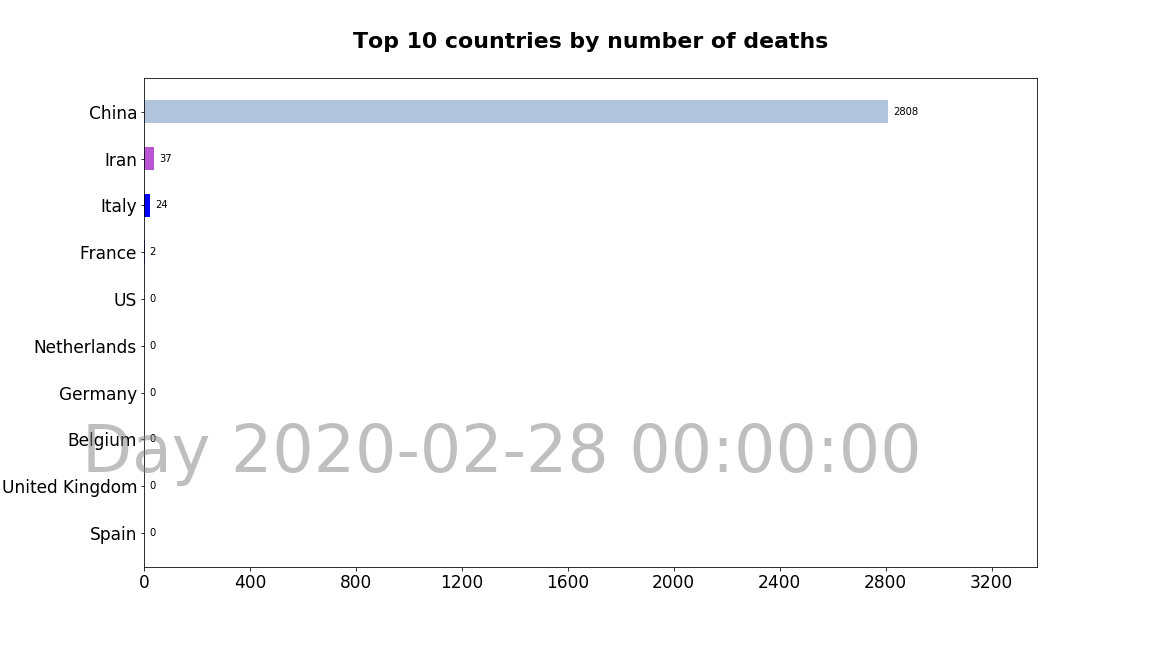 Top 10 countries by number of deaths
China 2808
Iran 37
Italy 24
France 2
US 0
Netherlands 0
Germany 0
Belgium 0
Day 2020-02-28 00:00:00
United Kingdom 0
Spain 0
0 400 800 1200 1600 2000 2400 2800 3200